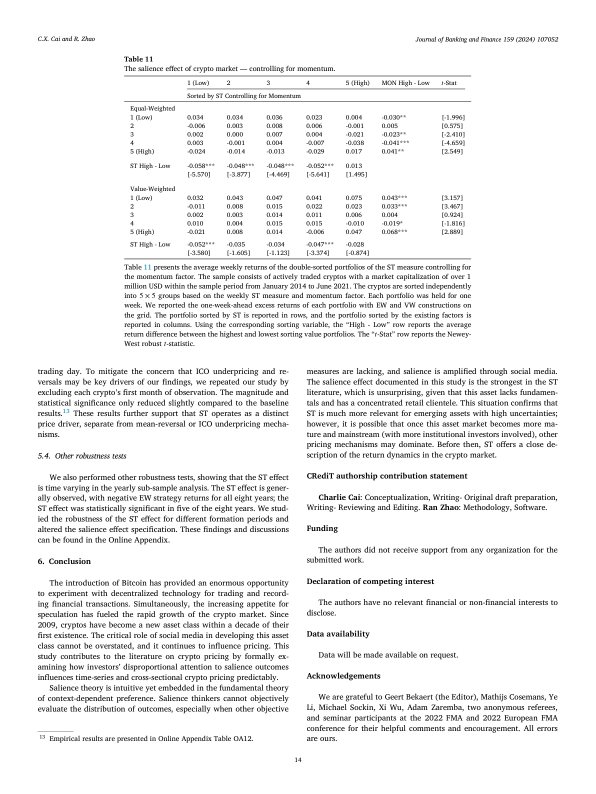 C.X. Cai and R. Zhao
Journal of Banking and Finance 159 (2024) 107052
Table 11
The salience effect of crypto market — controlling for momentum.
1 (Low) 2 3 4 5 (High) MON High - Low t-Stat
Sorted by ST Controlling for Momentum
Equal-Weighted
1 (Low) 0.034 0.034 0.036 0.023 0.004 -0.030** [-1.996]
2 -0.006 0.003 0.008 0.006 -0.001 0.005 [0.575]
3 0.002 0.000 0.007 0.004 -0.021 -0.023** [-2.410]
4 0.003 -0.001 0.004 -0.007 -0.038 -0.041*** [-4.659]
5 (High) -0.024 -0.014 -0.013 -0.029 0.017 0.041** [2.549]
ST High - Low -0.058*** -0.048*** -0.048*** -0.052*** 0.013
[-5.570] [-3.877] [-4.469] [-5.641] [1.495]
Value-Weighted
1 (Low) 0.032 0.043 0.047 0.041 0.075 0.043*** [3.157]
2 -0.011 0.008 0.015 0.022 0.023 0.033*** [3.467]
3 0.002 0.003 0.014 0.011 0.006 0.004 [0.924]
4 0.010 0.004 0.015 0.015 -0.010 -0.019* [-1.816]
5 (High) -0.021 0.008 0.014 -0.006 0.047 0.068*** [2.889]
ST High - Low -0.052*** -0.035 -0.034 -0.047*** -0.028
[-3.580] [-1.605] [-1.123] [-3.374] [-0.874]
Table 11 presents the average weekly returns of the double-sorted portfolios of the ST measure controlling for
the momentum factor. The sample consists of actively traded cryptos with a market capitalization of over 1
million USD within the sample period from January 2014 to June 2021. The cryptos are sorted independently
into 5 × 5 groups based on the weekly ST measure and momentum factor. Each portfolio was held for one
week. We reported the one-week-ahead excess returns of each portfolio with EW and VW constructions on
the grid. The portfolio sorted by ST is reported in rows, and the portfolio sorted by the existing factors is
reported in columns. Using the corresponding sorting variable, the "High - Low" row reports the average
return difference between the highest and lowest sorting value portfolios. The "t-Stat" row reports the Newey-
West robust t-statistic.
trading day. To mitigate the concern that ICO underpricing and re-
versals may be key drivers of our findings, we repeated our study by
excluding each crypto's first month of observation. The magnitude and
statistical significance only reduced slightly compared to the baseline
results.13 These results further support that ST operates as a distinct
price driver, separate from mean-reversal or ICO underpricing mecha-
nisms.
5.4. Other robustness tests
We also performed other robustness tests, showing that the ST effect
is time varying in the yearly sub-sample analysis. The ST effect is gener-
ally observed, with negative EW strategy returns for all eight years; the
ST effect was statistically significant in five of the eight years. We stud-
ied the robustness of the ST effect for different formation periods and
altered the salience effect specification. These findings and discussions
can be found in the Online Appendix.
6. Conclusion
The introduction of Bitcoin has provided an enormous opportunity
to experiment with decentralized technology for trading and record-
ing financial transactions. Simultaneously, the increasing appetite for
speculation has fueled the rapid growth of the crypto market. Since
2009, cryptos have become a new asset class within a decade of their
first existence. The critical role of social media in developing this asset
class cannot be overstated, and it continues to influence pricing. This
study contributes to the literature on crypto pricing by formally ex-
amining how investors' disproportional attention to salience outcomes
influences time-series and cross-sectional crypto pricing predictably.
Salience theory is intuitive yet embedded in the fundamental theory
of context-dependent preference. Salience thinkers cannot objectively
evaluate the distribution of outcomes, especially when other objective
13 Empirical results are presented in Online Appendix Table OA12.
measures are lacking, and salience is amplified through social media.
The salience effect documented in this study is the strongest in the ST
literature, which is unsurprising, given that this asset lacks fundamen-
tals and has a concentrated retail clientele. This situation confirms that
ST is much more relevant for emerging assets with high uncertainties;
however, it is possible that once this asset market becomes more ma-
ture and mainstream (with more institutional investors involved), other
pricing mechanisms may dominate. Before then, ST offers a close de-
scription of the return dynamics in the crypto market.
CRediT authorship contribution statement
Charlie Cai: Conceptualization, Writing- Original draft preparation,
Writing- Reviewing and Editing. Ran Zhao: Methodology, Software.
Funding
The authors did not receive support from any organization for the
submitted work.
Declaration of competing interest
The authors have no relevant financial or non-financial interests to
disclose.
Data availability
Data will be made available on request.
Acknowledgements
We are grateful to Geert Bekaert (the Editor), Mathijs Cosemans, Ye
Li, Michael Sockin, Xi Wu, Adam Zaremba, two anonymous referees,
and seminar participants at the 2022 FMA and 2022 European FMA
conference for their helpful comments and encouragement. All errors
are ours.
14